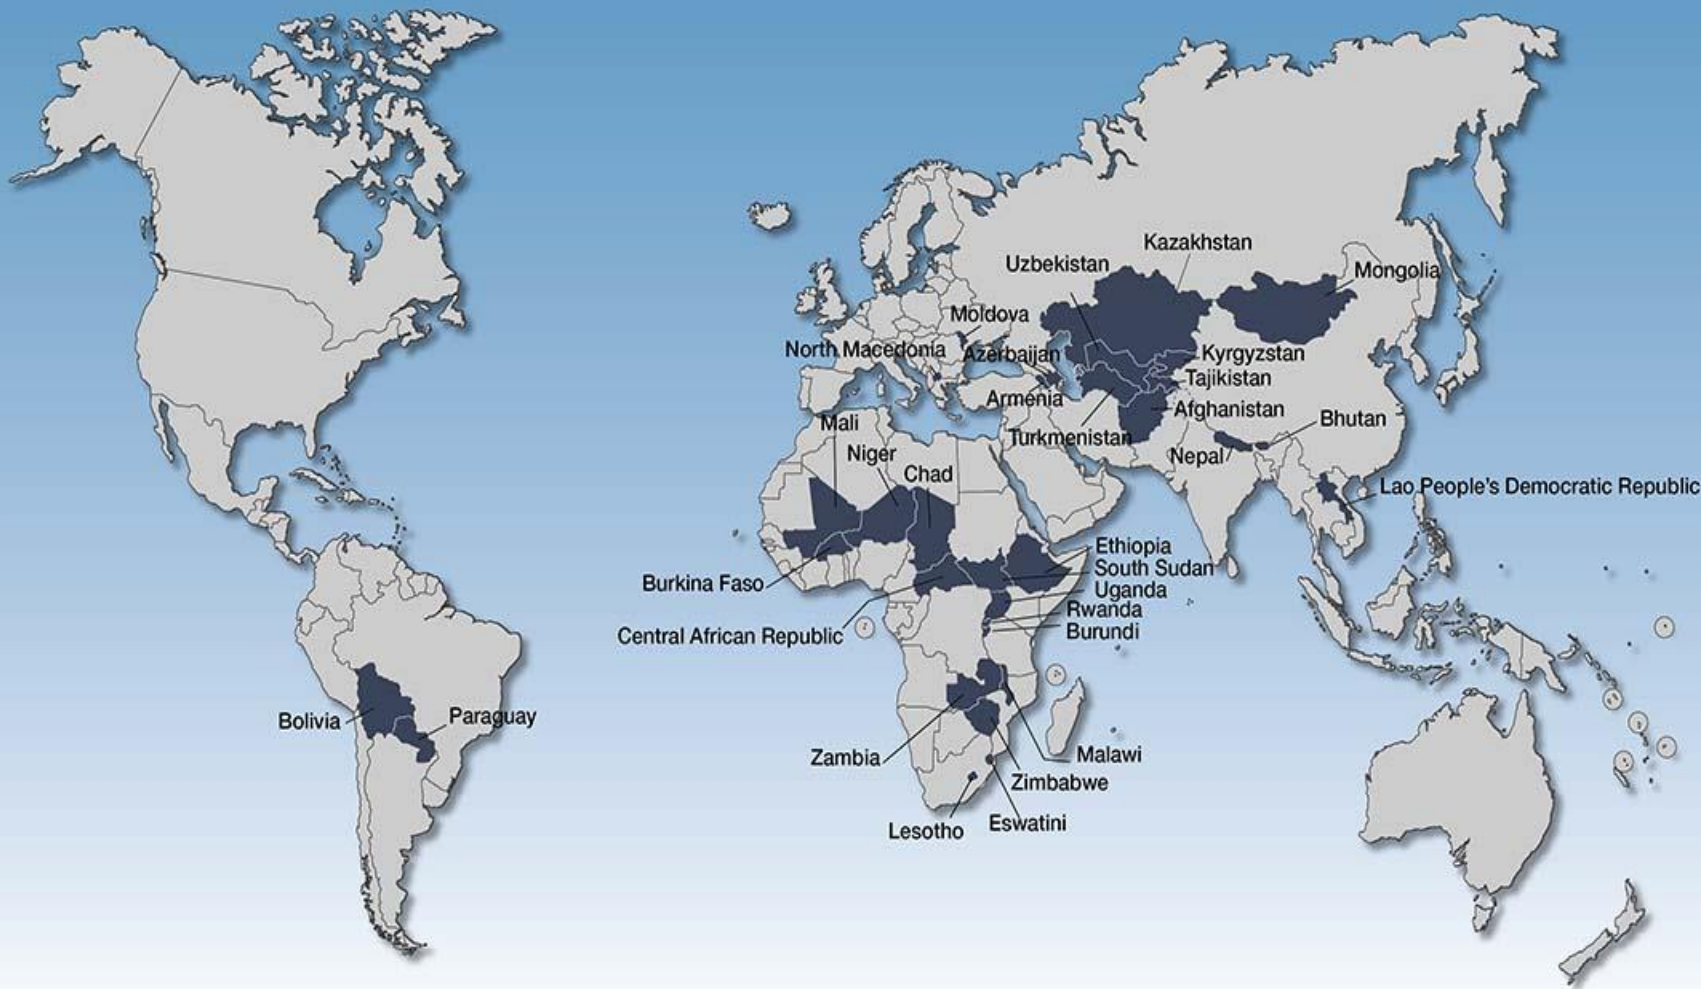 Kazakhstan
Uzbekistan
Mongolia
Moldova
North Macedonia
Azerbaijan
Kyrgyzstan
Tajikistan
Armenia
Afghanistan
Bhutan
Mali
Turkmenistan
Niger
Nepal
Chad
Lao People's Democratic Republic
Ethiopia
South Sudan
Burkina Faso
Uganda
Rwanda
Central African Republic
Burundi
Bolivia
Paraguay
Zambia
Malawi
Zimbabwe
Lesotho
Eswatini